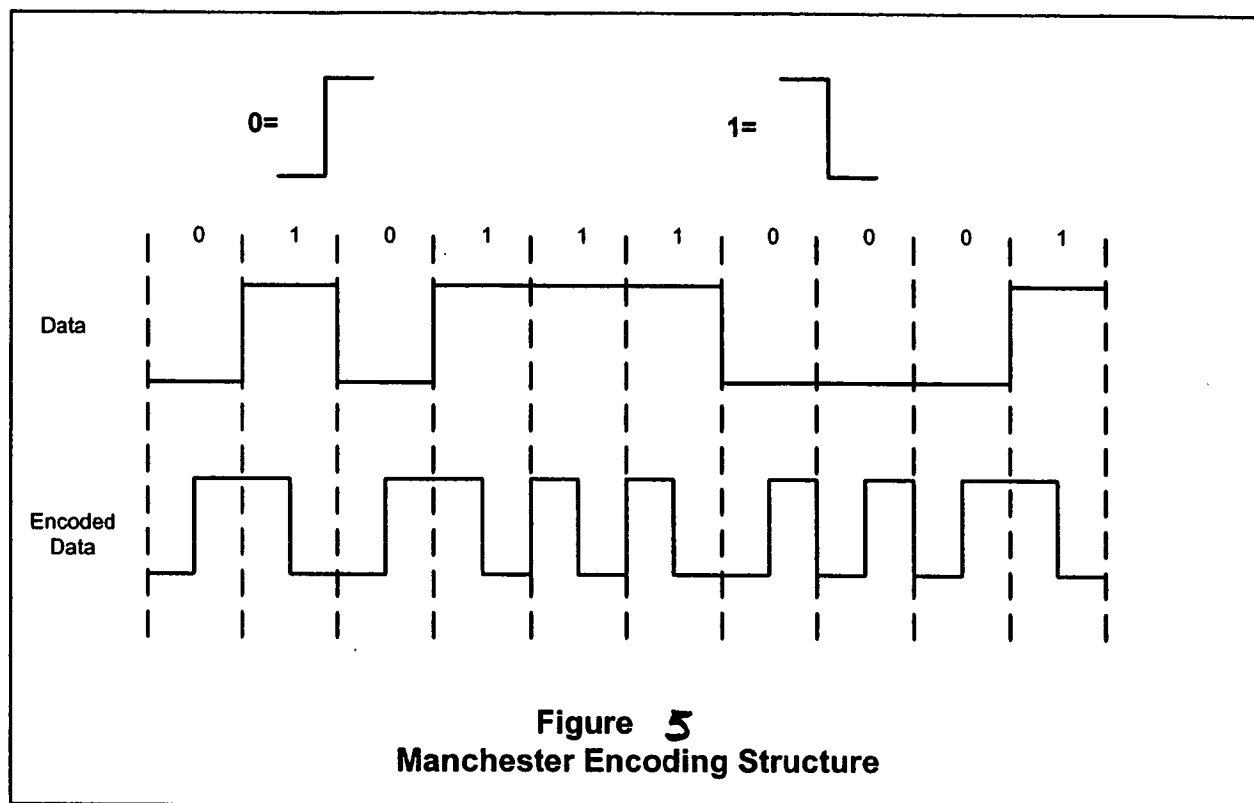 0=
1=
0 1 0 1 1 1 0 0 0 1
Data
Encoded
Data
Figure 5
Manchester Encoding Structure